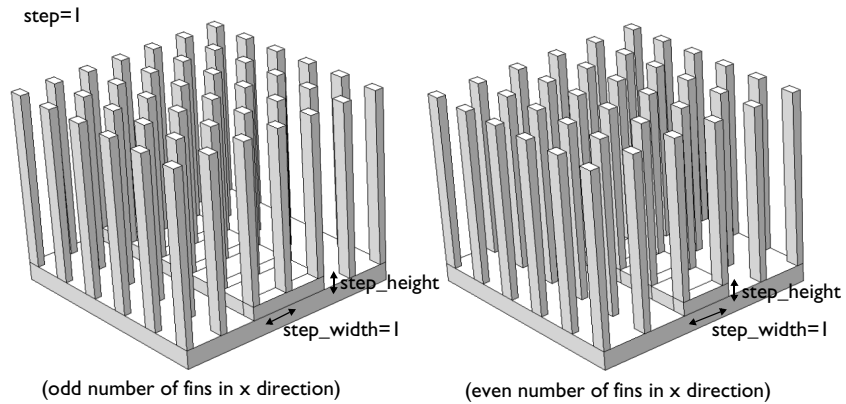 step=1
step_height
step_width=1
(odd number of fins in x direction)
step_height
step_width=1
(even number of fins in x direction)